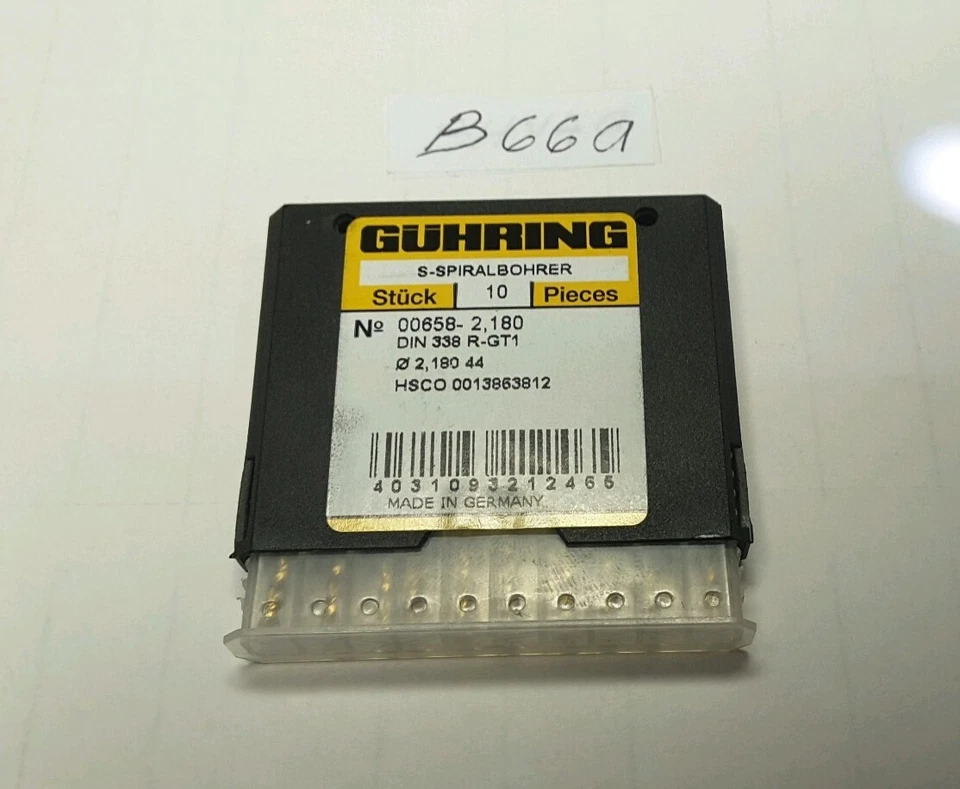 B66a
GÜHRING
S-SPIRALBOHRER
Stück 10 Pieces
Nº 00658- 2,180
DIN 338 R-GT1
Ø 2,180 44
HSCO 0013863812
4031093212465
MADE IN GERMANY